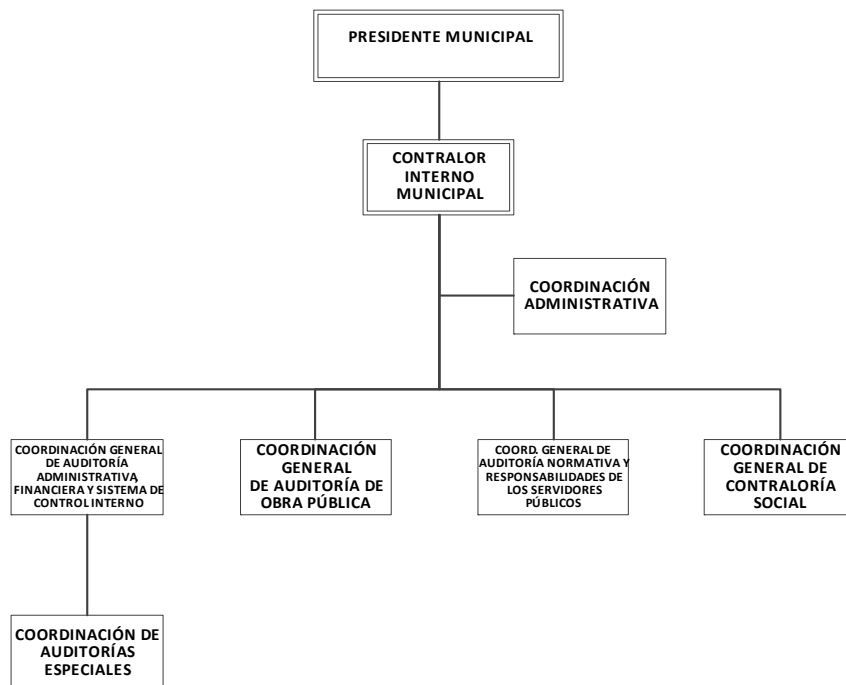 PRESIDENTE MUNICIPAL
CONTRALOR
INTERNO
MUNICIPAL
COORDINACIÓN
ADMINISTRATIVA
COORDINACIÓN GENERAL
DE AUDITORÍA
ADMINISTRATIVA,
FINANCIERA Y SISTEMA DE
CONTROL INTERNO
COORDINACIÓN
GENERAL
DE AUDITORÍA DE
OBRA PÚBLICA
COORD. GENERAL DE
AUDITORÍA NORMATIVA Y
RESPONSABILIDADES DE
LOS SERVIDORES
PÚBLICOS
COORDINACIÓN
GENERAL DE
CONTRALORÍA
SOCIAL
COORDINACIÓN DE
AUDITORÍAS
ESPECIALES